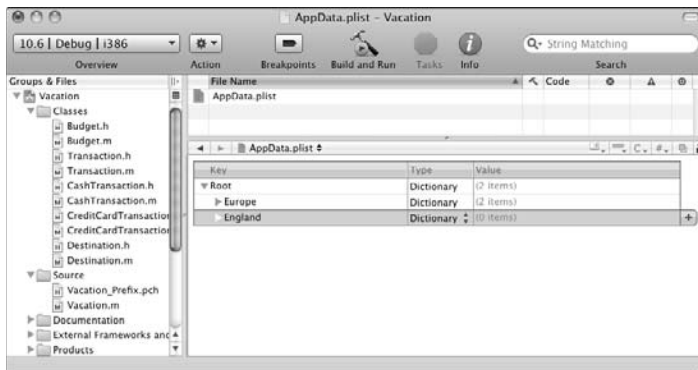 AppData.plist – Vacation
10.6 | Debug | i386
String Matching
Overview
Action
Breakpoints
Build and Run
Tasks
Info
Search
Groups & Files
File Name
Code
Vacation
Classes
Budget.h
Budget.m
Transaction.h
Transaction.m
CashTransaction.h
CashTransaction.m
CreditCardTransaction
CreditCardTransaction
Destination.h
Destination.m
Source
Vacation_Prefix.pch
Vacation.m
Documentation
External Frameworks and
Products
AppData.plist
AppData.plist
C
#
Key
Type
Value
Root
Dictionary
(2 items)
Europe
Dictionary
(2 items)
England
Dictionary
(0 items)